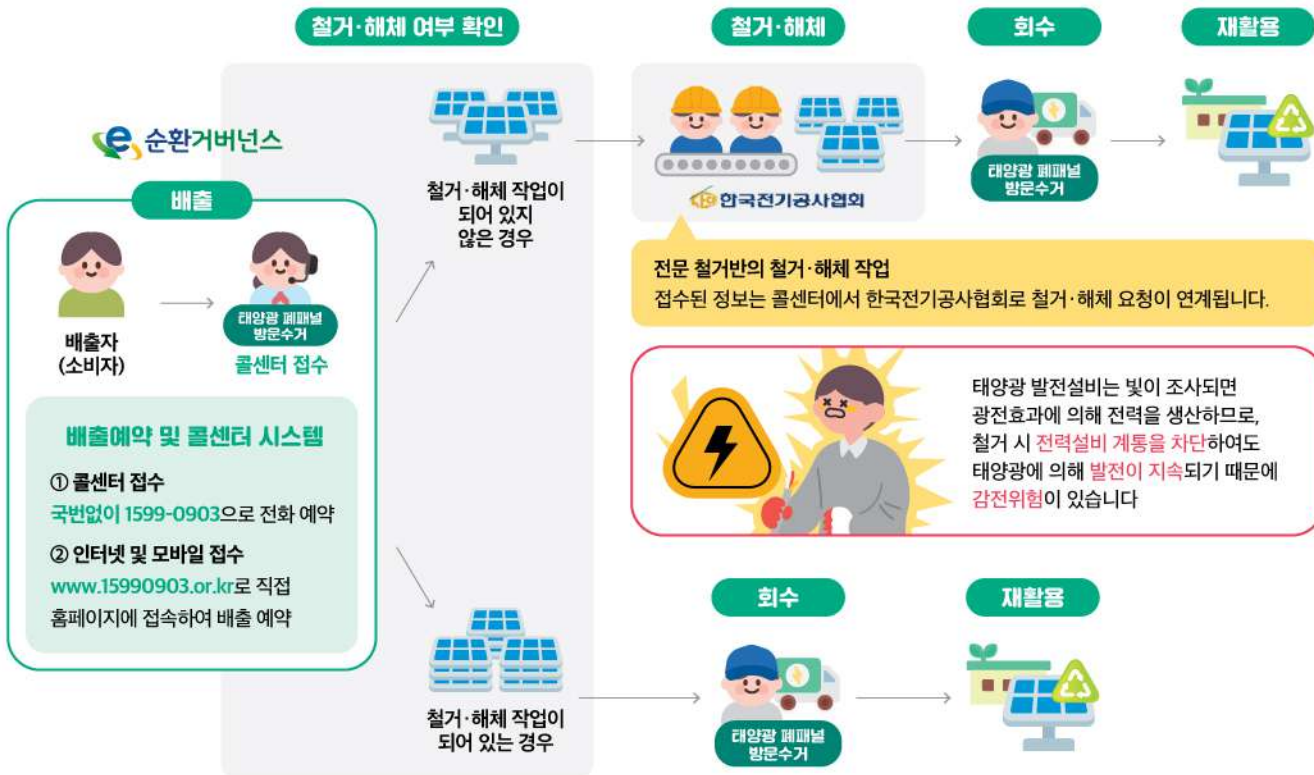 철거·해체 여부 확인
철거·해체
회수
재활용
e 순환거버넌스
배출
배출자
(소비자)
태양광 폐패널
방문수거
콜센터 접수
배출예약 및 콜센터 시스템
① 콜센터 접수
국번없이 1599-0903으로 전화 예약
② 인터넷 및 모바일 접수
www.15990903.or.kr로 직접
홈페이지에 접속하여 배출 예약
철거·해체 작업이
되어 있지
않은 경우
한국전기공사협회
태양광 폐패널
방문수거
전문 철거반의 철거·해체 작업
접수된 정보는 콜센터에서 한국전기공사협회로 철거·해체 요청이 연계됩니다.
태양광 발전설비는 빛이 조사되면
광전효과에 의해 전력을 생산하므로,
철거 시 전력설비 계통을 차단하여도
태양광에 의해 발전이 지속되기 때문에
감전위험이 있습니다
철거·해체 작업이
되어 있는 경우
회수
재활용
태양광 폐패널
방문수거